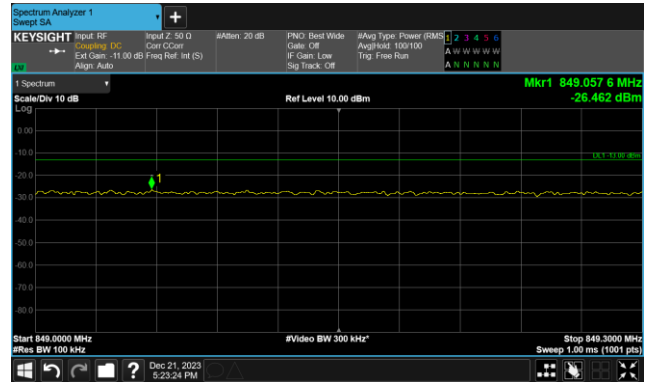 Spectrum Analyzer 1
Swept SA
+
KEYSIGHT Input: RF Input Z: 50 Ω #Atten: 20 dB PNO: Best Wide #Avg Type: Power (RMS 1 2 3 4 5 6
Coupling: DC Corr CCorr Gate: Off Avg|Hold: 100/100 A W W W W W
Ext Gain: -11.00 dB Freq Ref: Int (S) IF Gain: Low Trig: Free Run
Align: Auto Sig Track: Off A N N N N N
1 Spectrum Mkr1 849.057 6 MHz
Scale/Div 10 dB Ref Level 10.00 dBm -26.462 dBm
Log
0.00
-10.0
DL1 -13.00 dBm
-20.0
1
-30.0
-40.0
-50.0
-60.0
-70.0
-80.0
Start 849.0000 MHz #Video BW 300 kHz* Stop 849.3000 MHz
#Res BW 100 kHz Sweep 1.00 ms (1001 pts)
? Dec 21, 2023
5:23:24 PM